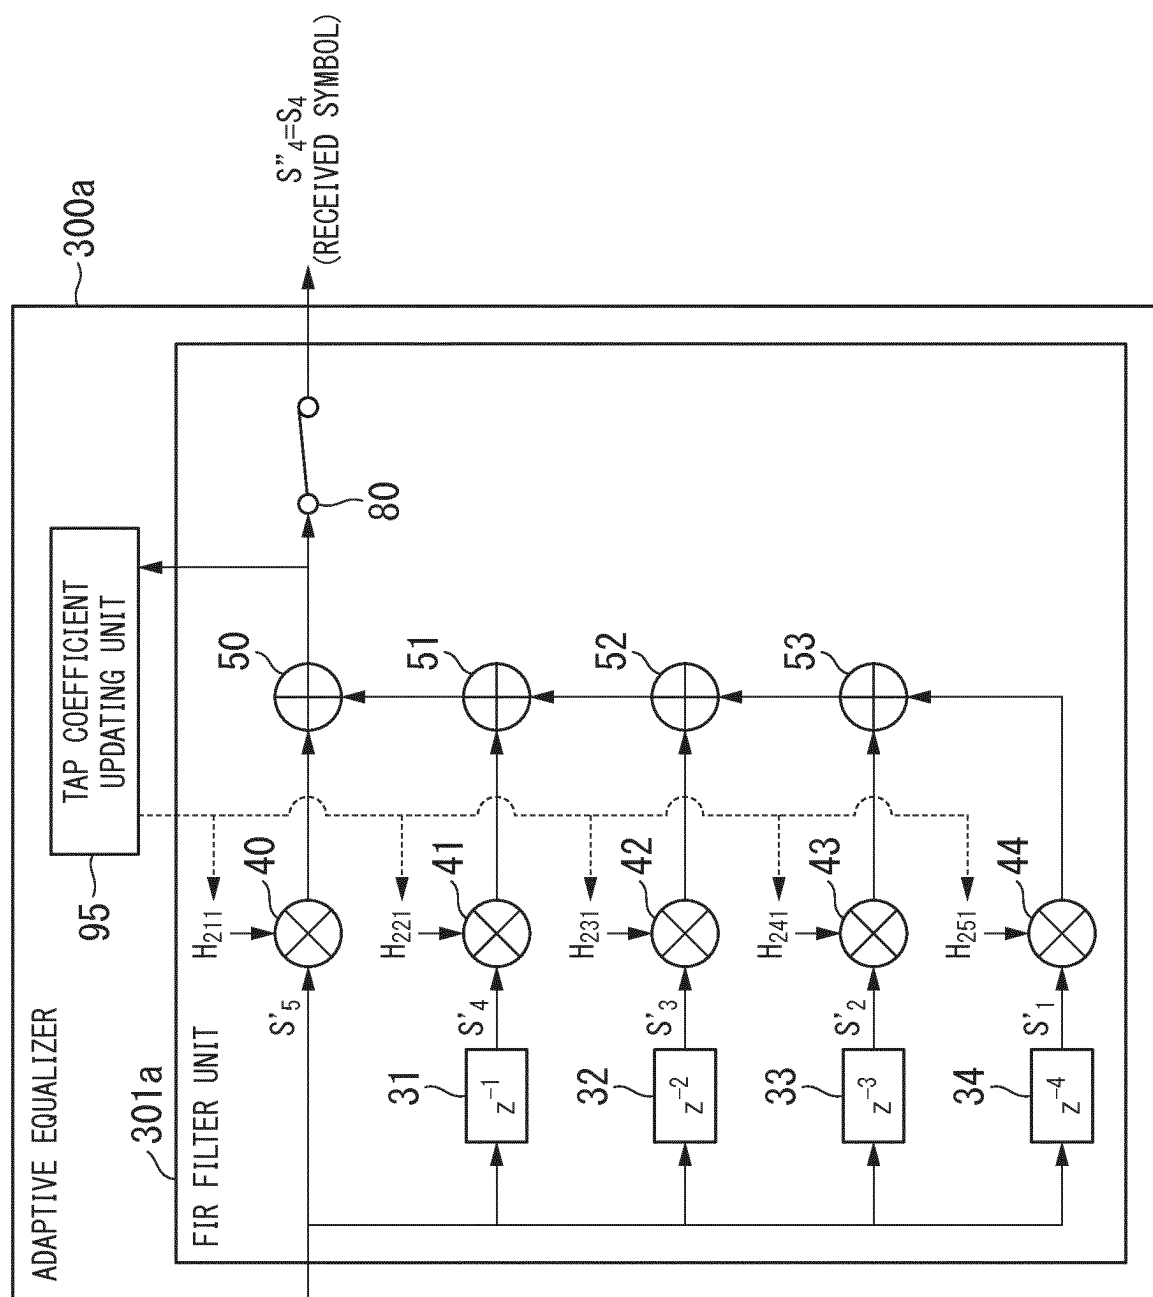 ADAPTIVE EQUALIZER
300a
TAP COEFFICIENT
UPDATING UNIT
95
301a
FIR FILTER UNIT
S'5
H211
40
50
80
S"4=S4
(RECEIVED SYMBOL)
31
z-1
S'4
H221
41
51
32
z-2
S'3
H231
42
52
33
z-3
S'2
H241
43
53
34
z-4
S'1
H251
44